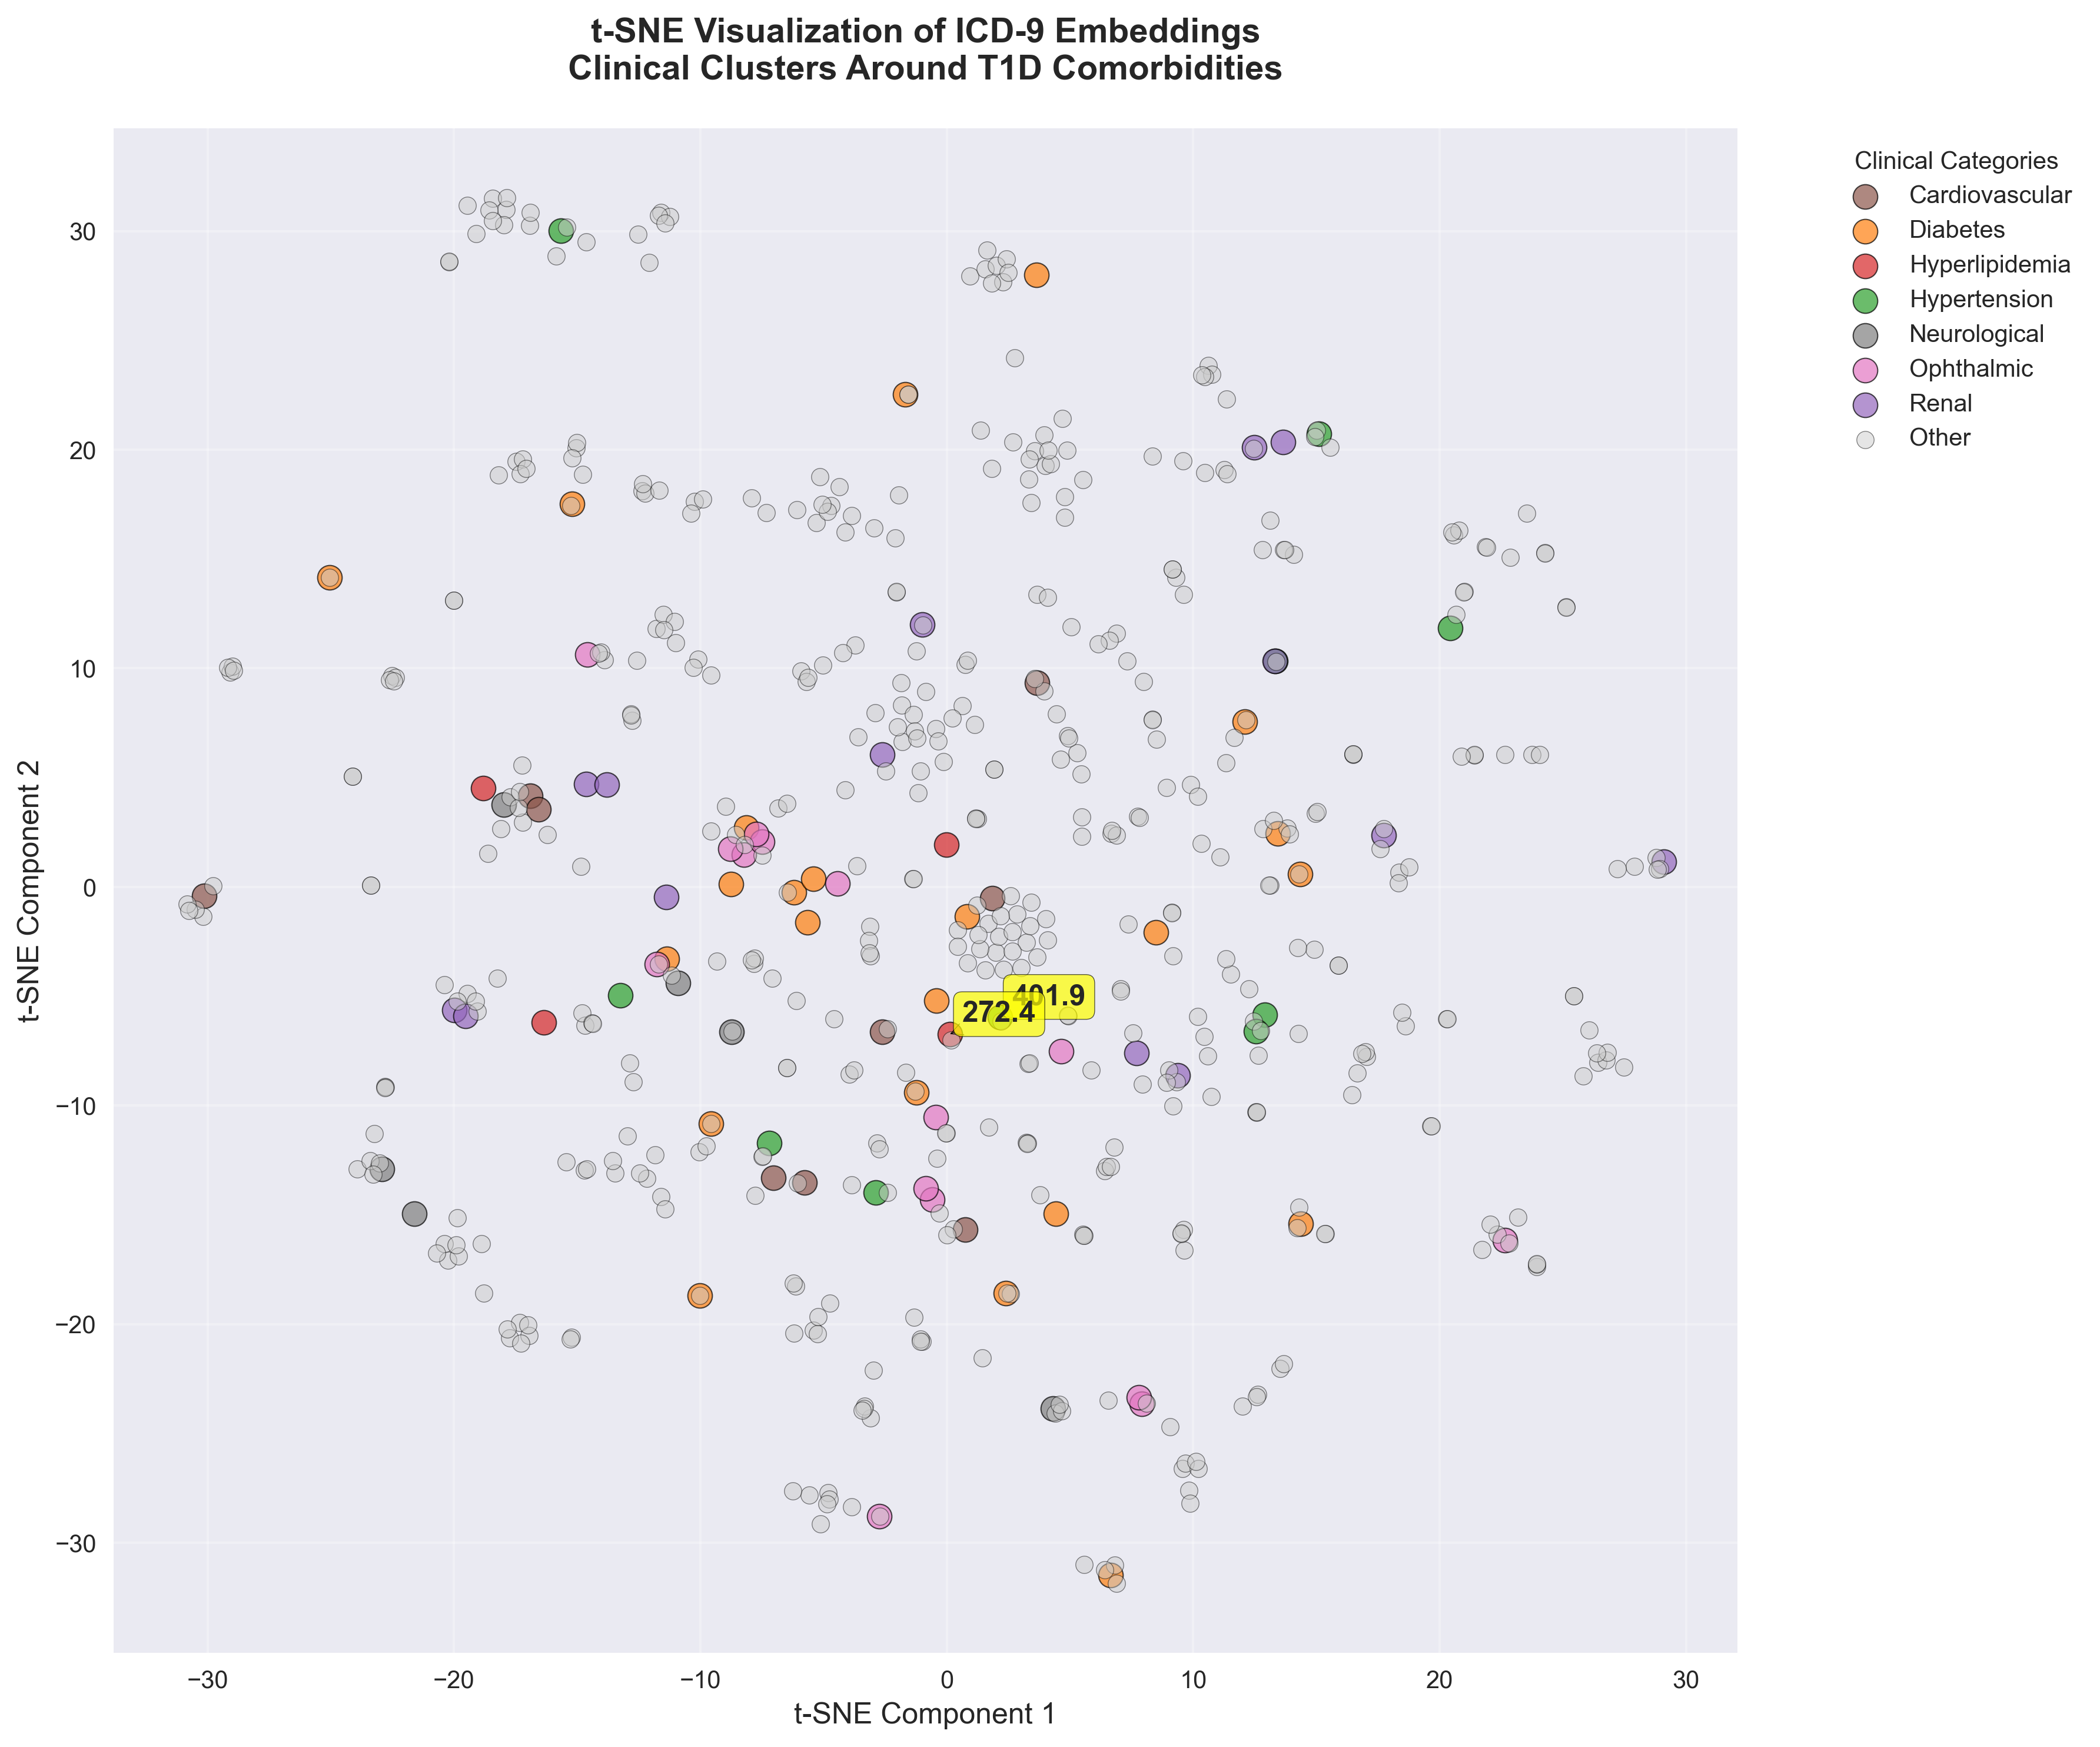 t-SNE Visualization of ICD-9 Embeddings
Clinical Clusters Around T1D Comorbidities
Clinical Categories
Cardiovascular
Diabetes
Hyperlipidemia
Hypertension
Neurological
Ophthalmic
Renal
Other
t-SNE Component 2
30
20
10
0
−10
−20
−30
401.9
272.4
−30
−20
−10
0
10
20
30
t-SNE Component 1